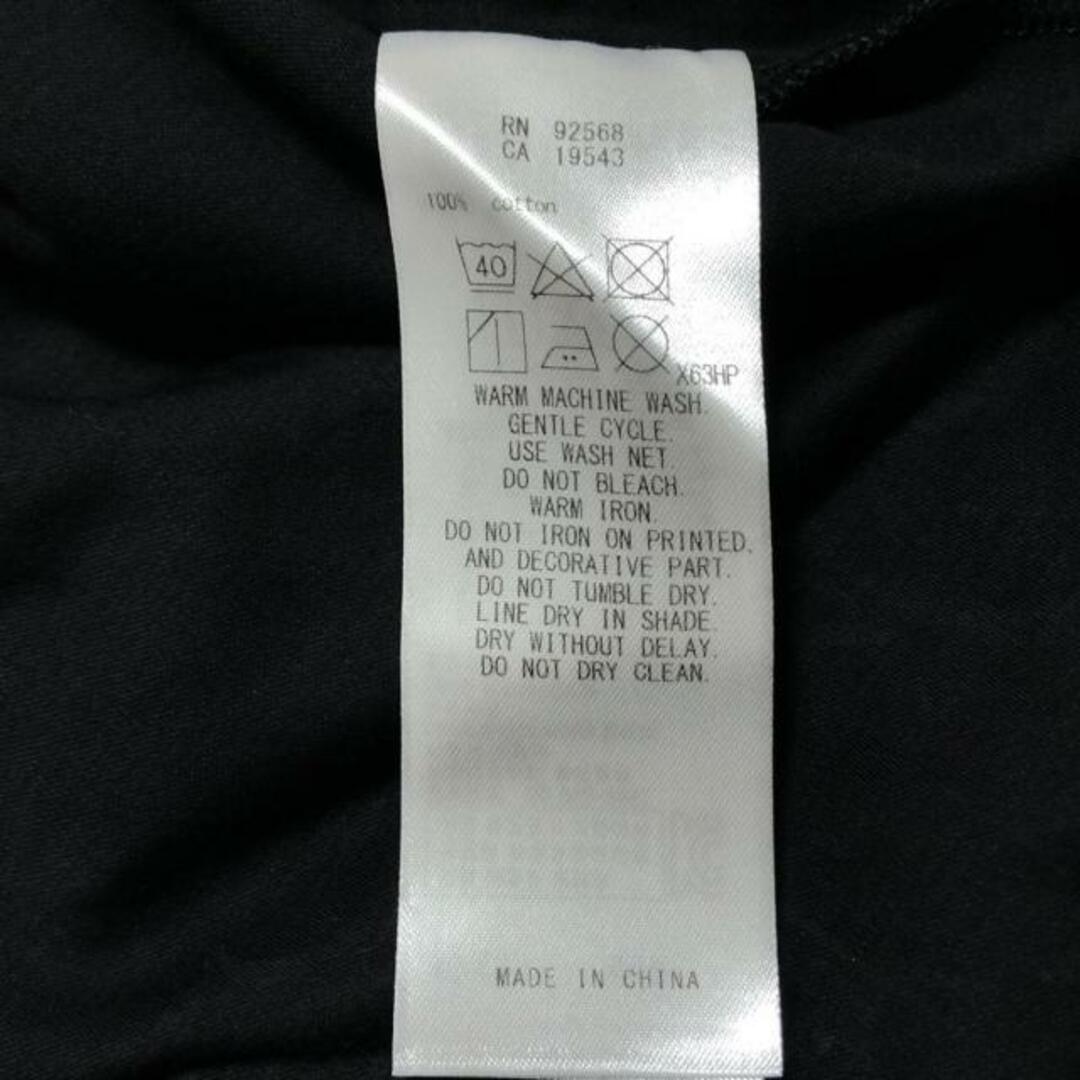 RN 92568
CA 19543
100% cotton
40
X63HP
WARM MACHINE WASH.
GENTLE CYCLE.
USE WASH NET.
DO NOT BLEACH.
WARM IRON.
DO NOT IRON ON PRINTED.
AND DECORATIVE PART.
DO NOT TUMBLE DRY.
LINE DRY IN SHADE.
DRY WITHOUT DELAY.
DO NOT DRY CLEAN.
MADE IN CHINA